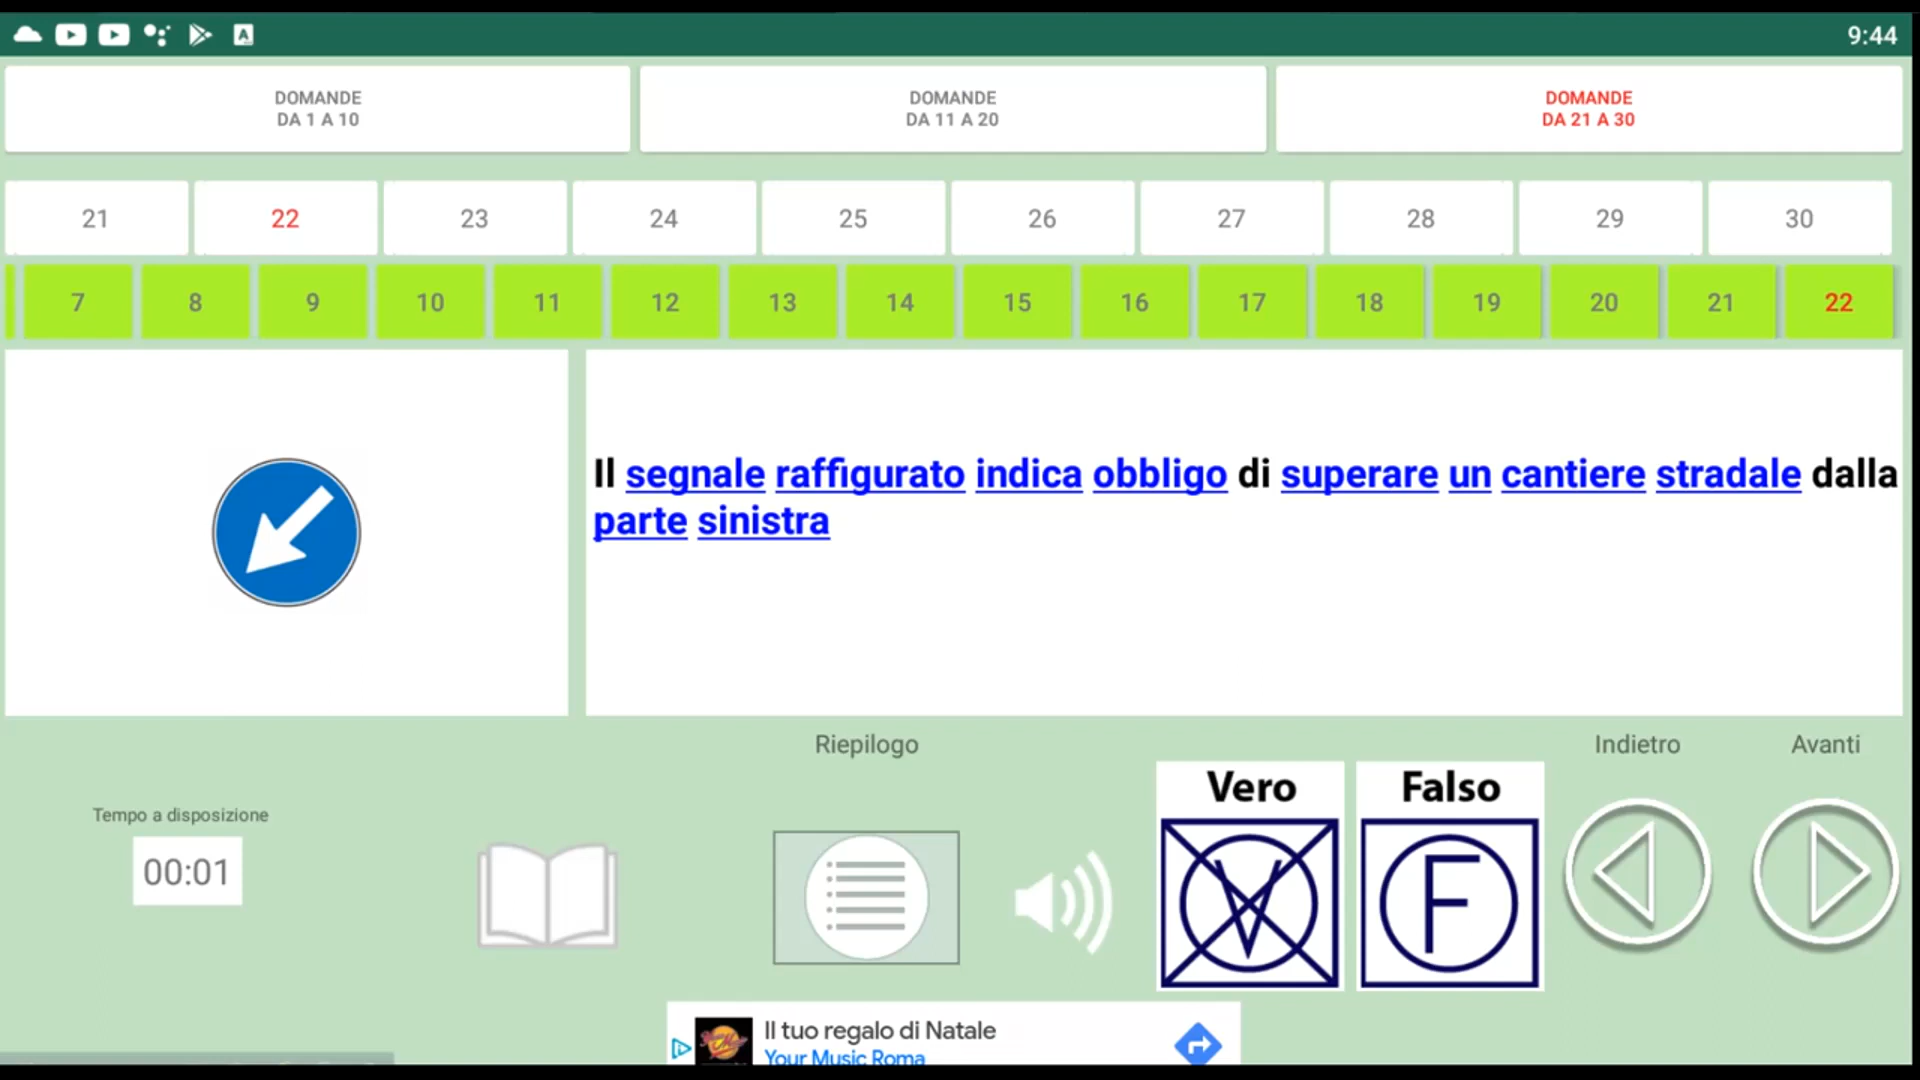 9:44
DOMANDE
DA 1 A 10
DOMANDE
DA 11 A 20
DOMANDE
DA 21 A 30
21 22 23 24 25 26 27 28 29 30
7 8 9 10 11 12 13 14 15 16 17 18 19 20 21 22
Il segnale raffigurato indica obbligo di superare un cantiere stradale dalla
parte sinistra
Riepilogo
Indietro
Avanti
Tempo a disposizione
00:01
Vero
Falso
V
F
Il tuo regalo di Natale
Your Music Roma